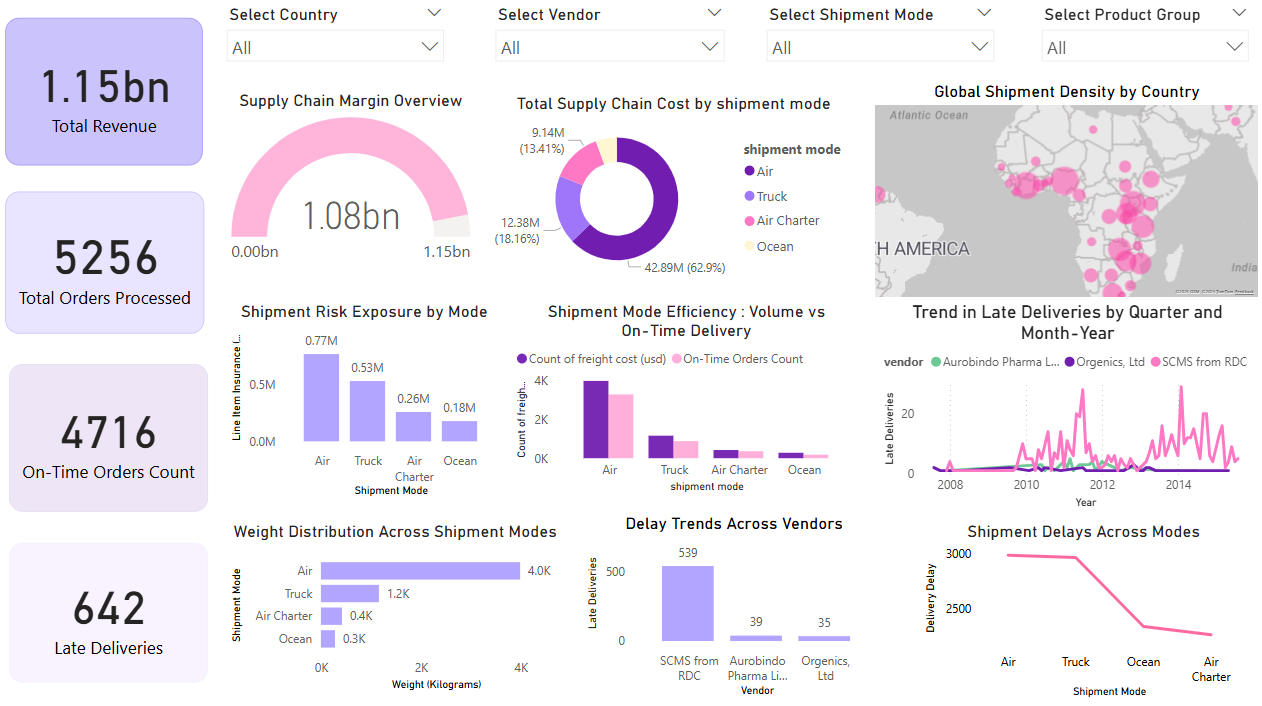 Select Country
All
Select Vendor
All
Select Shipment Mode
All
Select Product Group
All
1.15bn
Total Revenue
5256
Total Orders Processed
4716
On-Time Orders Count
642
Late Deliveries
Supply Chain Margin Overview
1.08bn
0.00bn
1.15bn
Total Supply Chain Cost by shipment mode
9.14M
(13.41%)
12.38M
(18.16%)
42.89M (62.9%)
shipment mode
Air
Truck
Air Charter
Ocean
Global Shipment Density by Country
Atlantic Ocean
AFRICA
TH AMERICA
India
Shipment Risk Exposure by Mode
Line Item Insurance (...
0.5M
0.0M
0.77M
0.53M
0.26M
0.18M
Air
Truck
Air
Charter
Ocean
Shipment Mode
Shipment Mode Efficiency : Volume vs
On-Time Delivery
Count of freight cost (usd)
On-Time Orders Count
Count of freigh...
4K
2K
0K
Air
Truck
Air Charter
Ocean
shipment mode
Trend in Late Deliveries by Quarter and
Month-Year
vendor
Aurobindo Pharma L...
Orgenics, Ltd
SCMS from RDC
Late Deliveries
20
0
2008
2010
2012
2014
Year
Weight Distribution Across Shipment Modes
Shipment Mode
Air
4.0K
Truck
1.2K
Air Charter
0.4K
Ocean
0.3K
0K
2K
4K
Weight (Kilograms)
Delay Trends Across Vendors
Late Deliveries
500
0
539
39
35
SCMS from
RDC
Aurobindo
Pharma Li...
Orgenics,
Ltd
Vendor
Shipment Delays Across Modes
Delivery Delay
3000
2500
Air
Truck
Ocean
Air
Charter
Shipment Mode